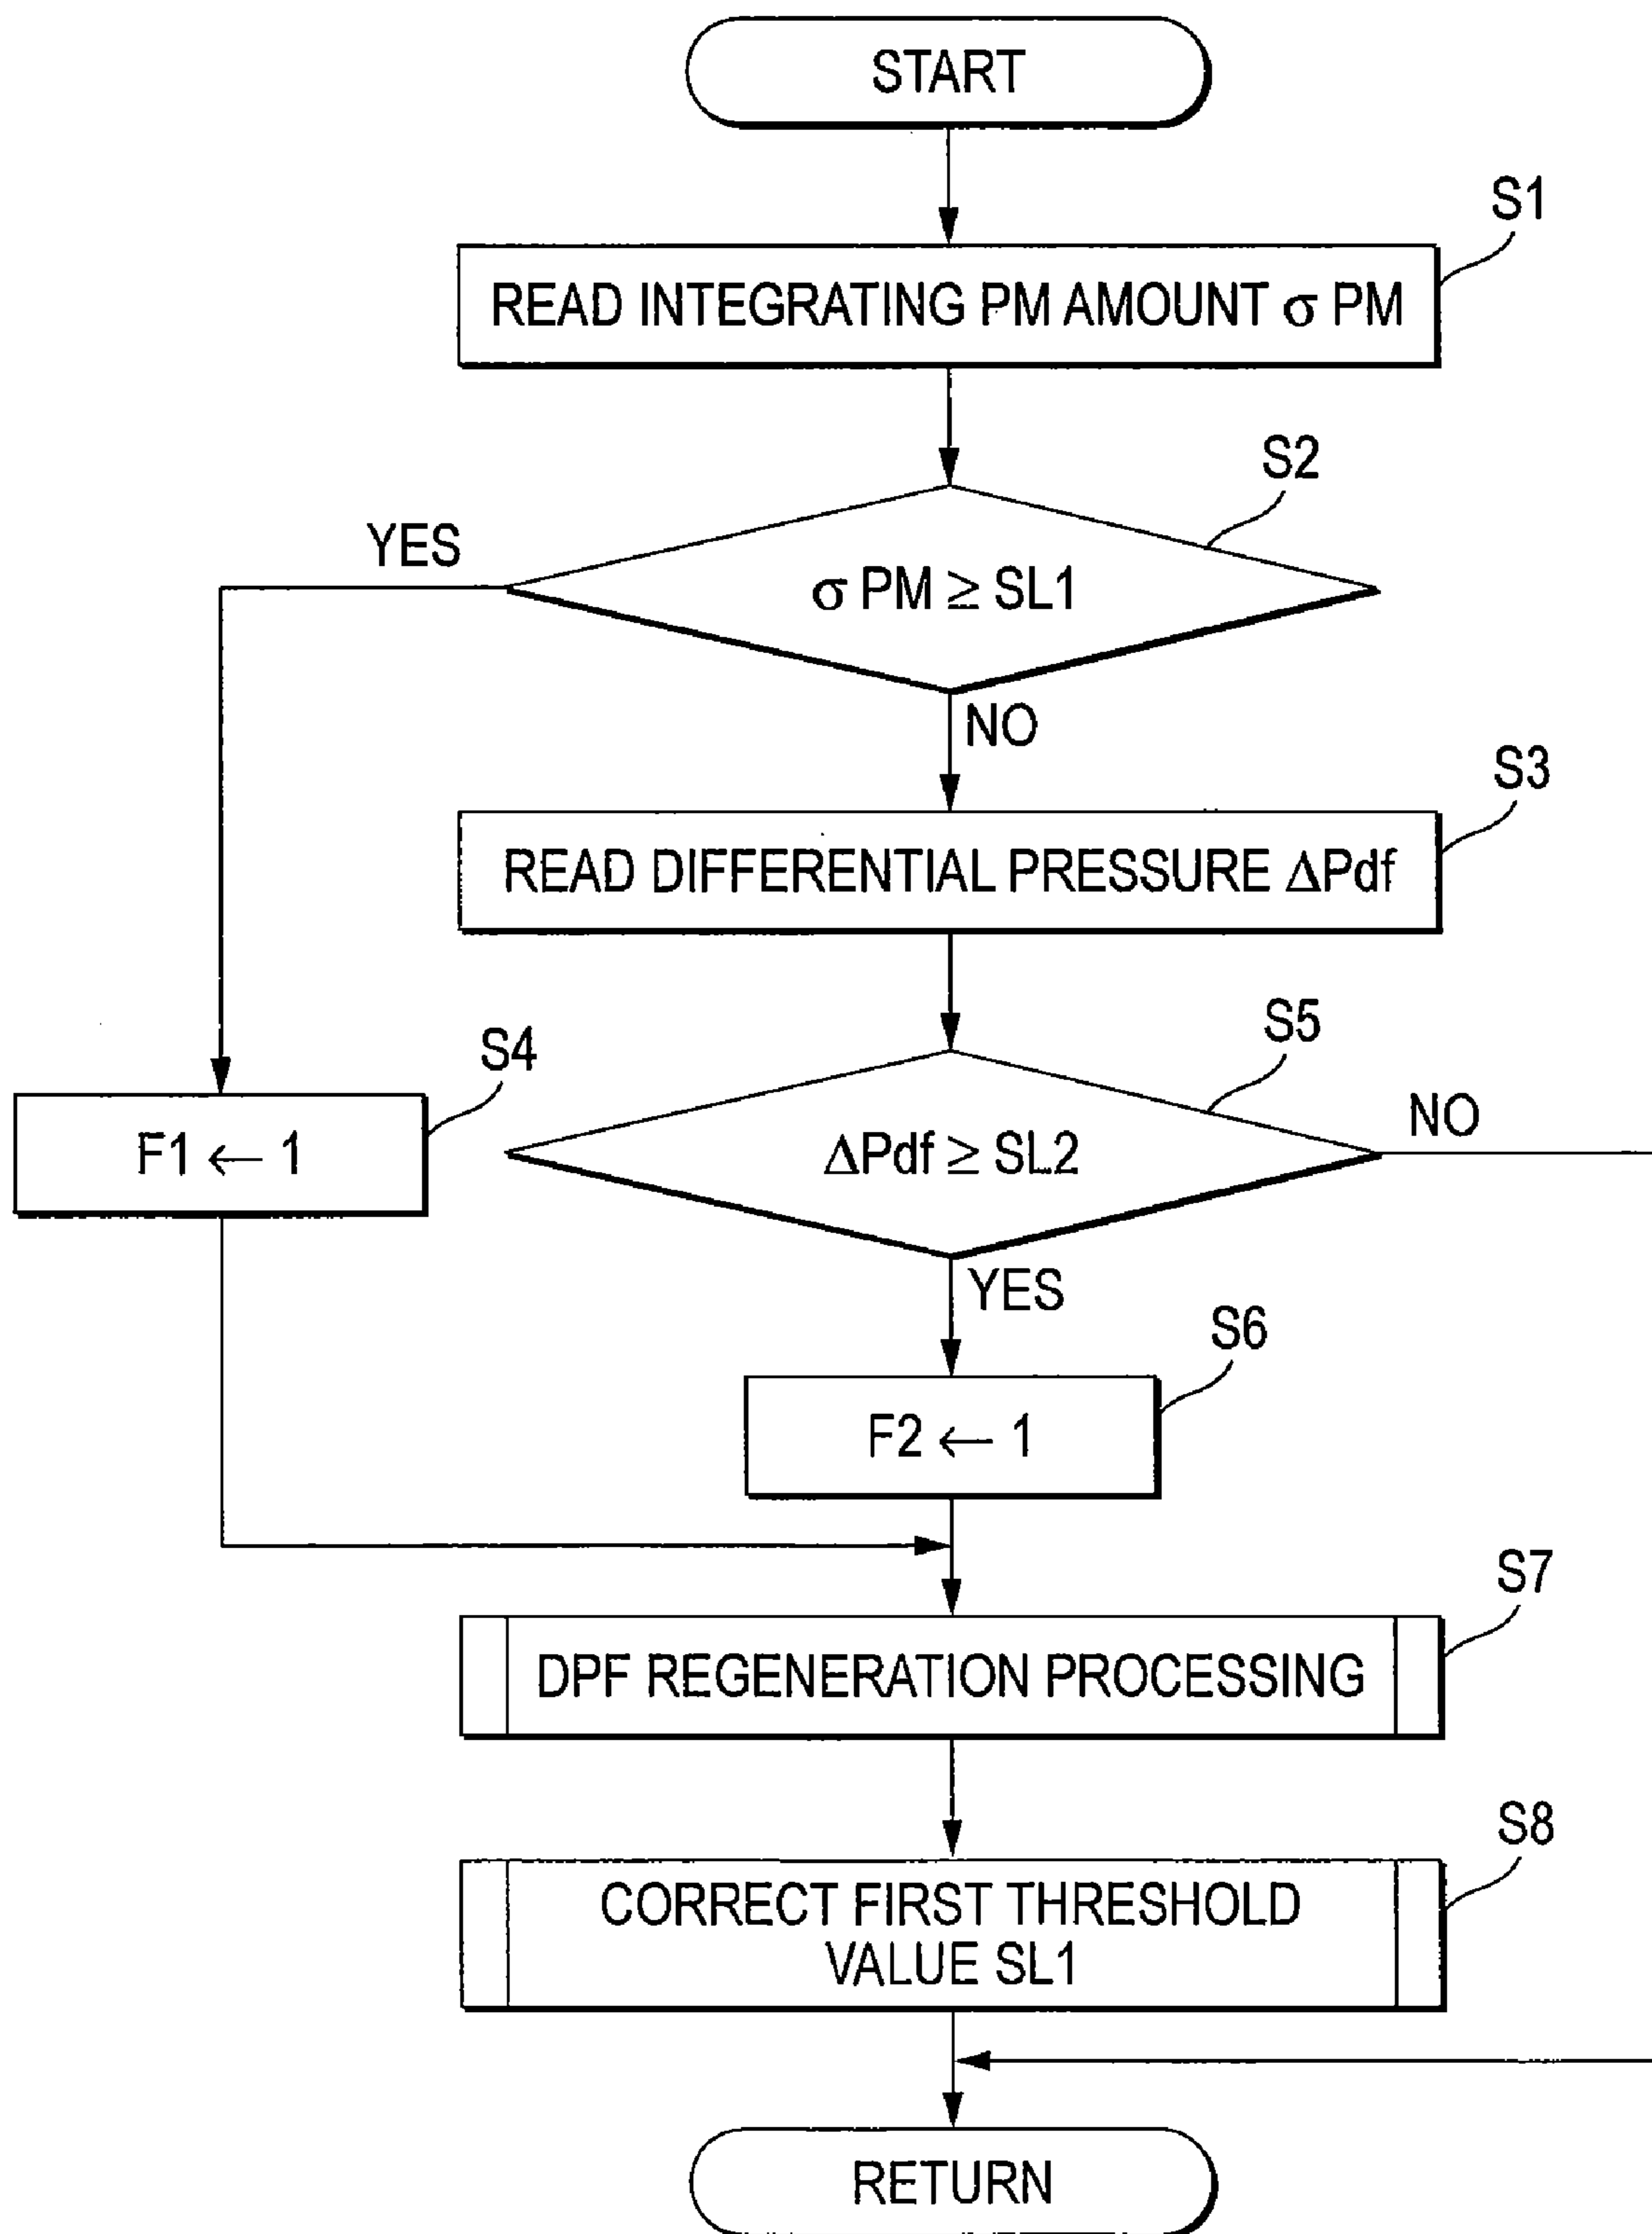 START
S1
READ INTEGRATING PM AMOUNT σ PM
S2
YES
σ PM ≥ SL1
NO
S3
READ DIFFERENTIAL PRESSURE ΔPdf
S4
S5
NO
F1 ← 1
ΔPdf ≥ SL2
YES
S6
F2 ← 1
S7
DPF REGENERATION PROCESSING
S8
CORRECT FIRST THRESHOLD
VALUE SL1
RETURN